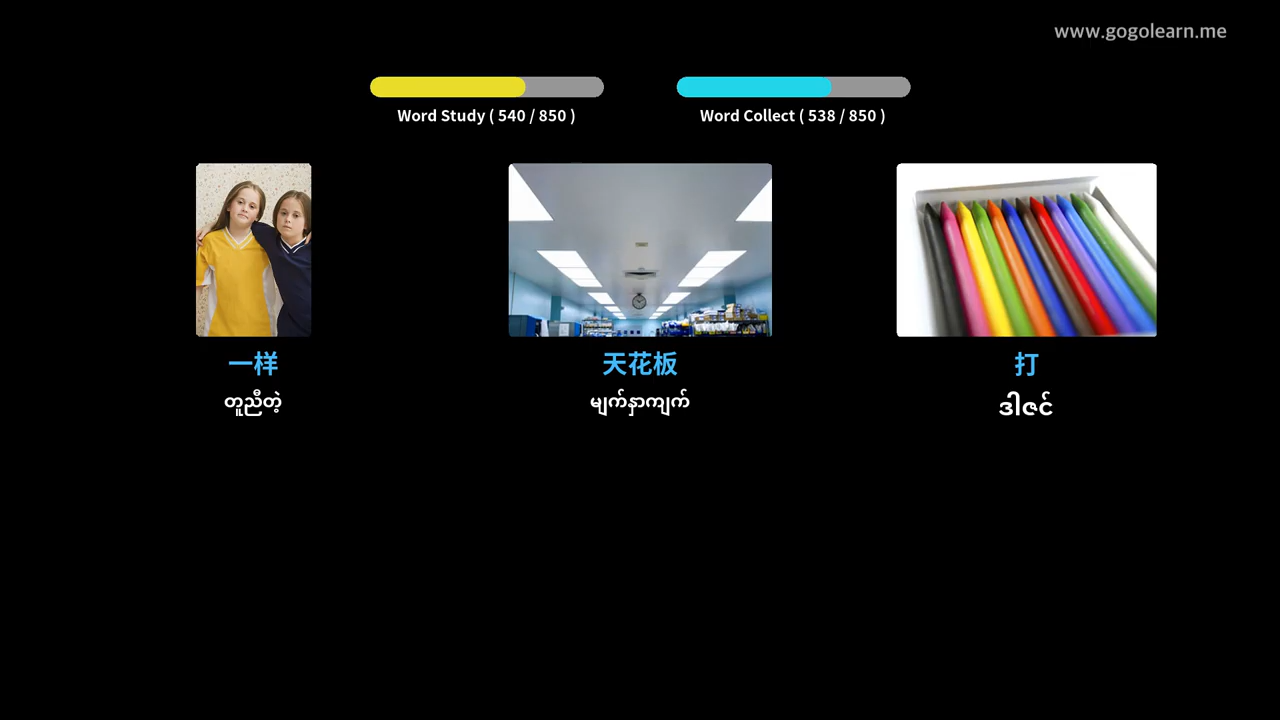 www.gogolearn.me
Word Study ( 540 / 850 )
Word Collect ( 538 / 850 )
一样
တူညီတဲ့
天花板
မျက်နှာကျက်
打
ဒါဇင်